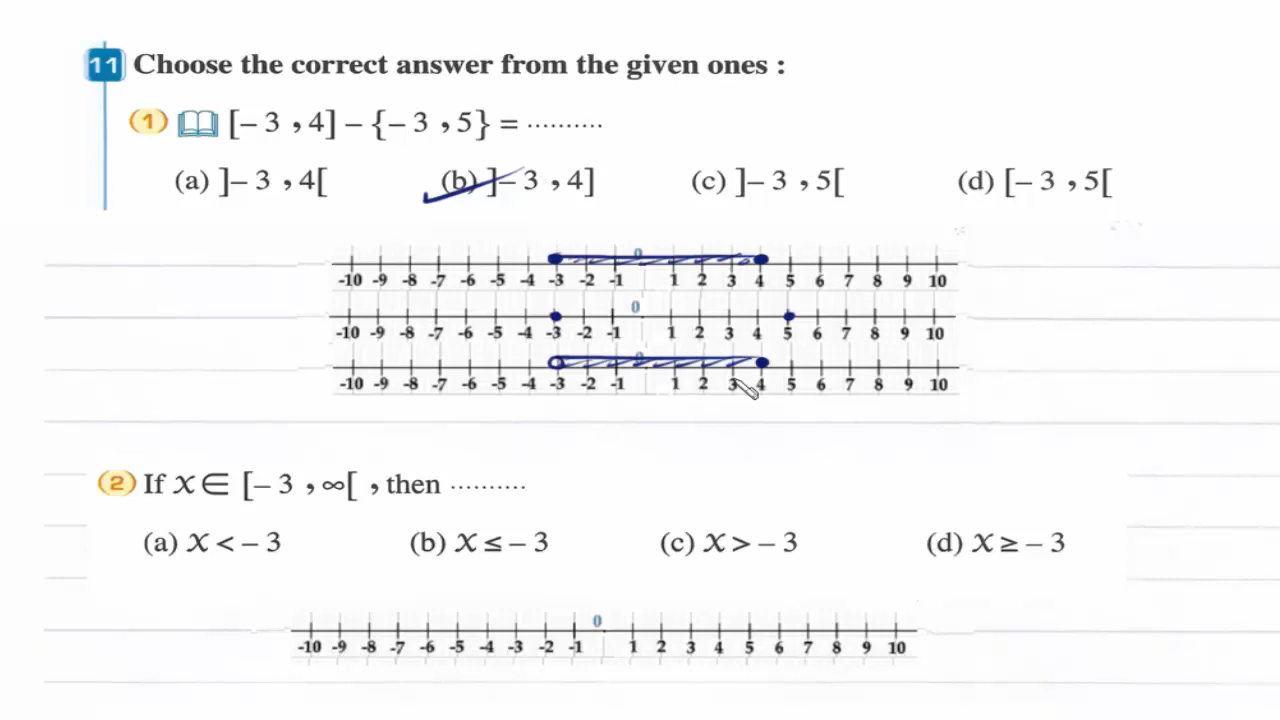 11 Choose the correct answer from the given ones :
(1) [– 3 , 4] – {– 3 , 5} = ..........
(a) ]– 3 , 4[ (b) ]– 3 , 4] (c) ]– 3 , 5[ (d) [– 3 , 5[
0
-10 -9 -8 -7 -6 -5 -4 -3 -2 -1 1 2 3 4 5 6 7 8 9 10
0
-10 -9 -8 -7 -6 -5 -4 -3 -2 -1 1 2 3 4 5 6 7 8 9 10
0
-10 -9 -8 -7 -6 -5 -4 -3 -2 -1 1 2 3 4 5 6 7 8 9 10
(2) If x ∈ [– 3 , ∞[ , then ..........
(a) x < – 3 (b) x ≤ – 3 (c) x > – 3 (d) x ≥ – 3
0
-10 -9 -8 -7 -6 -5 -4 -3 -2 -1 1 2 3 4 5 6 7 8 9 10